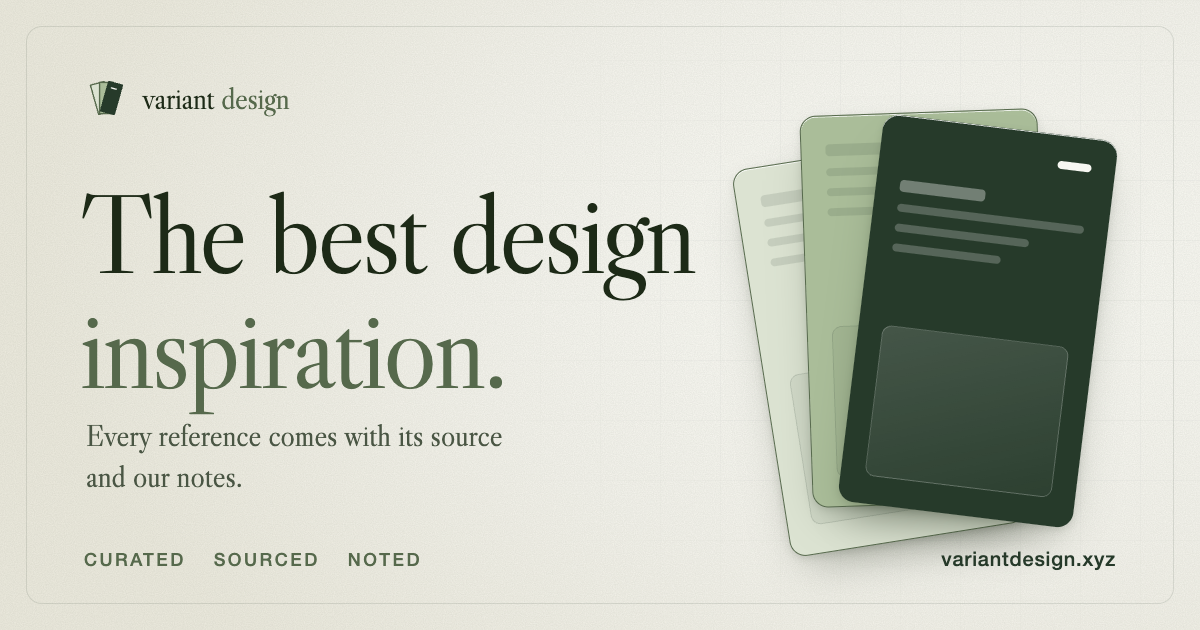 variant design
The best design
inspiration.
Every reference comes with its source
and our notes.
CURATED SOURCED NOTED
variantdesign.xyz